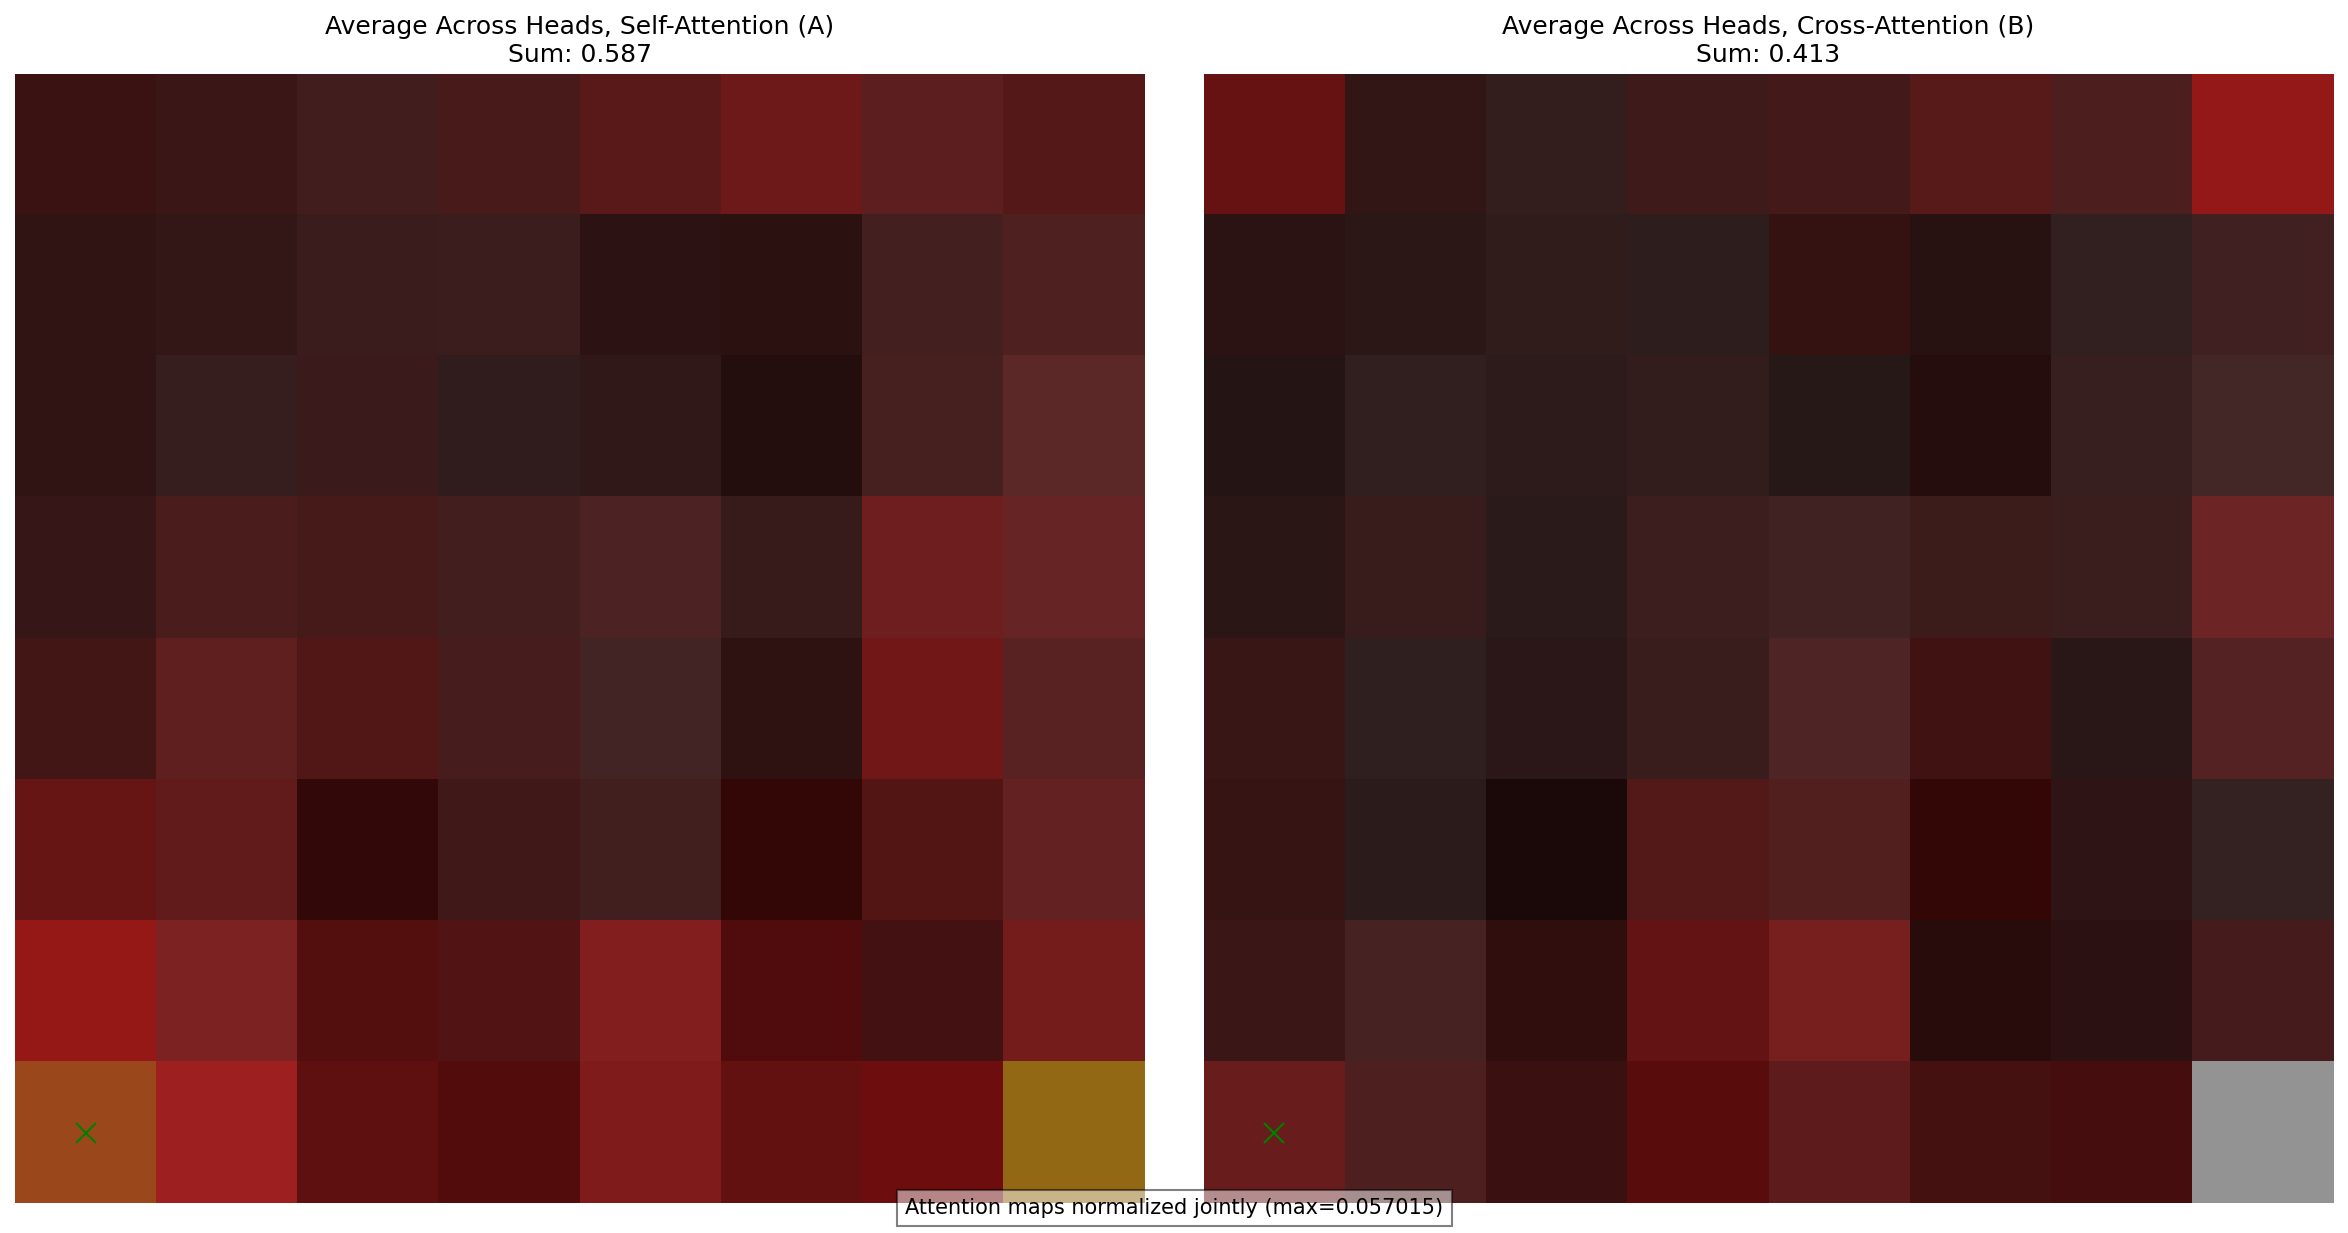 Average Across Heads, Self-Attention (A)
Sum: 0.587
Average Across Heads, Cross-Attention (B)
Sum: 0.413
Attention maps normalized jointly (max=0.057015)